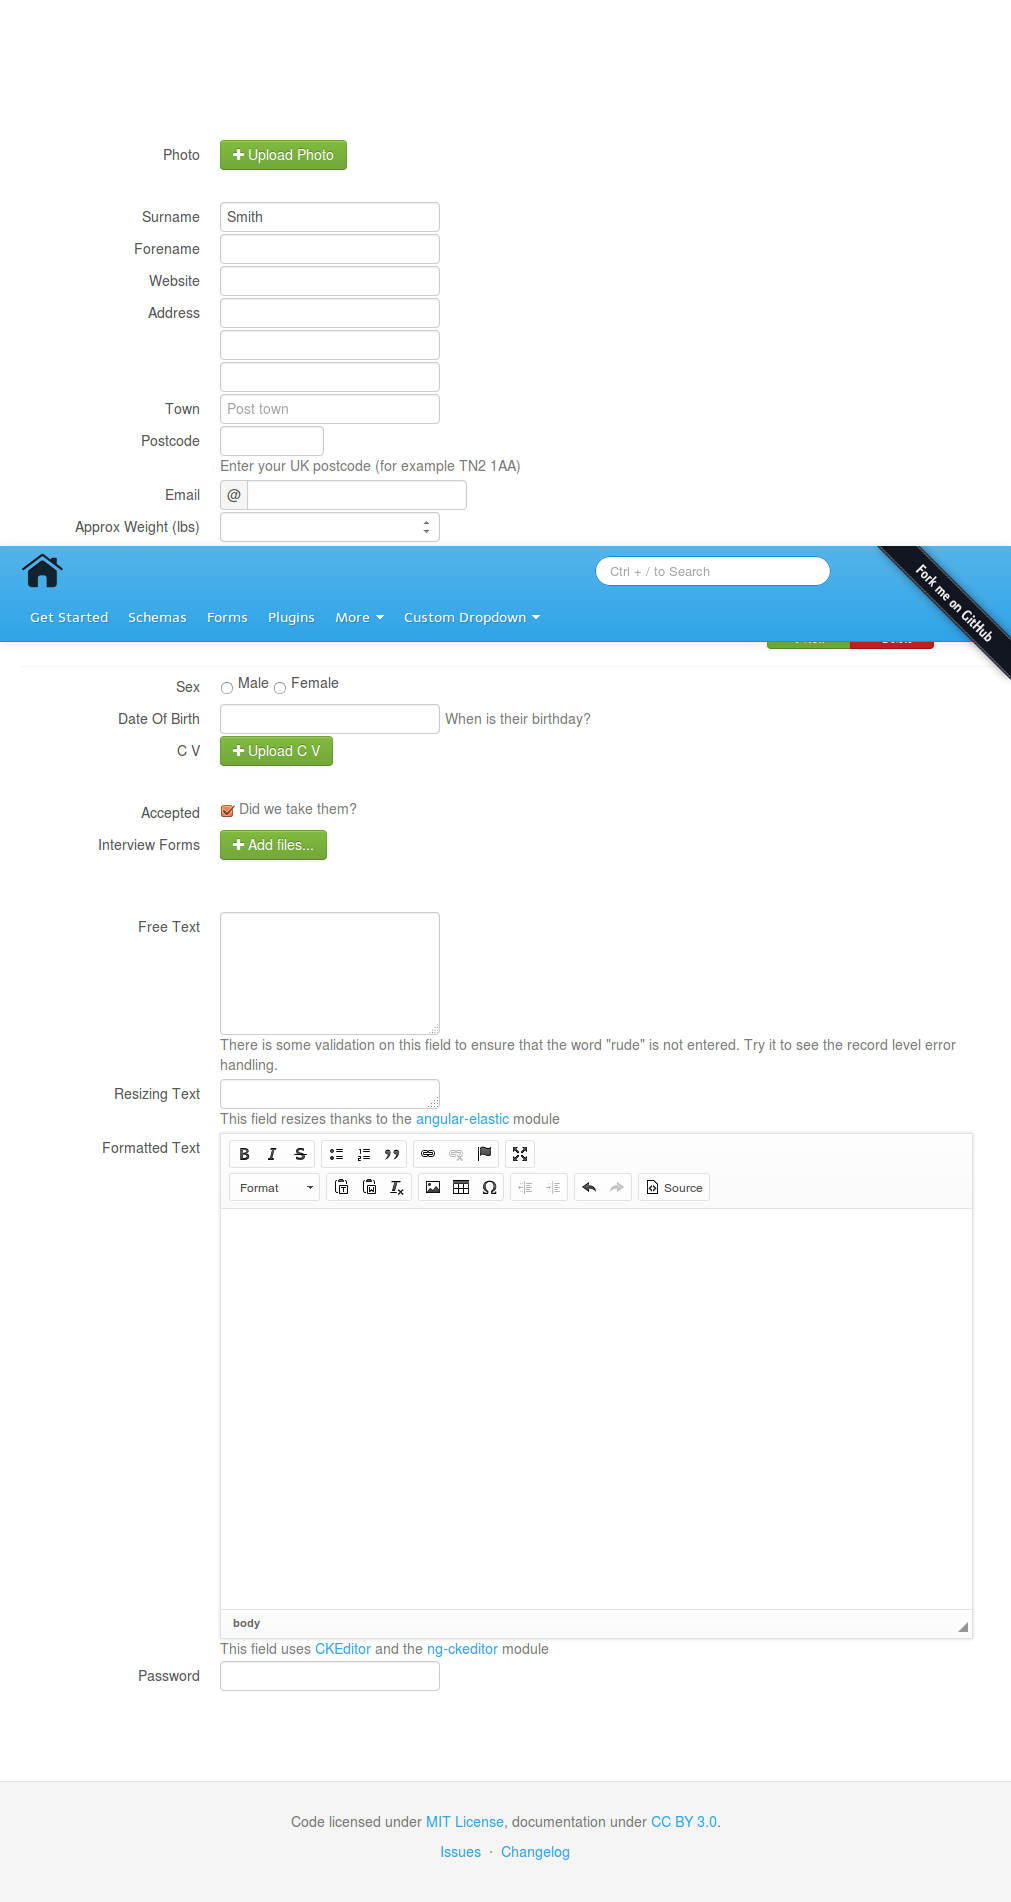 Photo
Upload Photo
Surname
Smith
Forename
Website
Address
Town
Post town
Postcode
Enter your UK postcode (for example TN2 1AA)
Email
@
Approx Weight (lbs)
Ctrl + / to Search
Fork me on GitHub
Get Started Schemas Forms Plugins More Custom Dropdown
Sex
Male Female
Date Of Birth
When is their birthday?
C V
Upload C V
Accepted
Did we take them?
Interview Forms
Add files...
Free Text
There is some validation on this field to ensure that the word "rude" is not entered. Try it to see the record level error
handling.
Resizing Text
This field resizes thanks to the angular-elastic module
Formatted Text
B I S
Format
Source
body
This field uses CKEditor and the ng-ckeditor module
Password
Code licensed under MIT License, documentation under CC BY 3.0.
Issues · Changelog